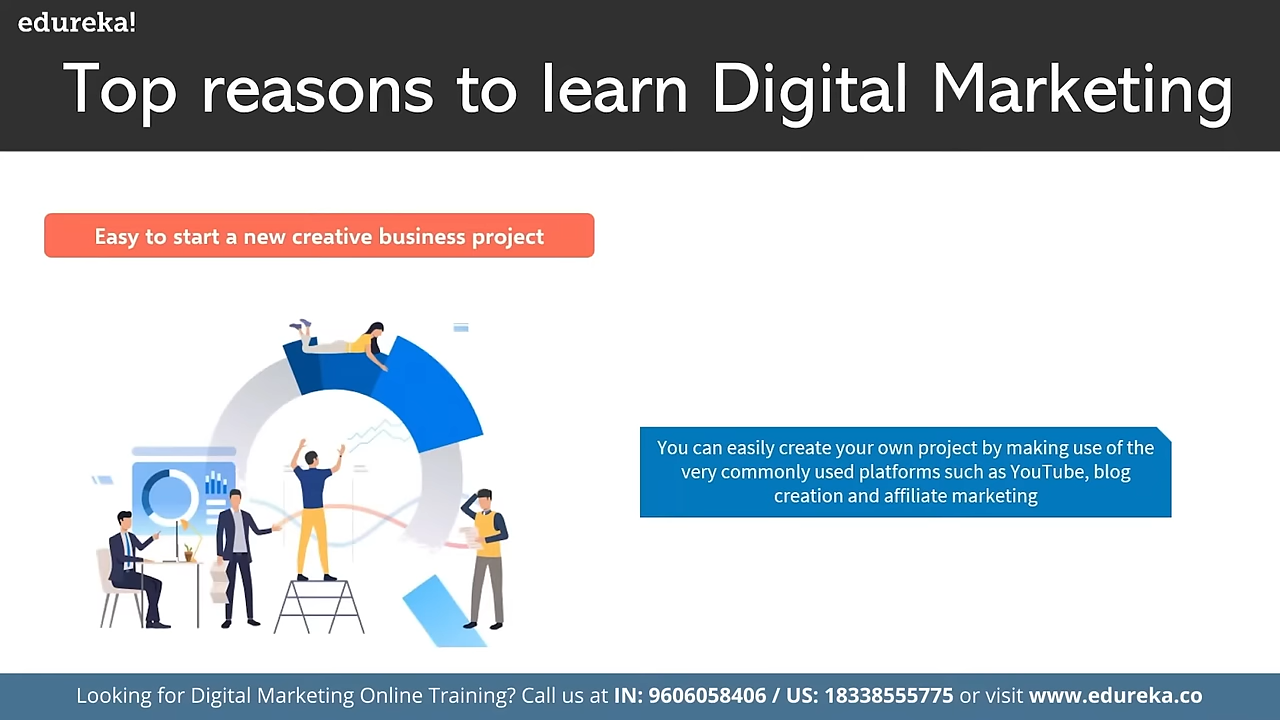 edureka!
Top reasons to learn Digital Marketing
Easy to start a new creative business project
You can easily create your own project by making use of the
very commonly used platforms such as YouTube, blog
creation and affiliate marketing
Looking for Digital Marketing Online Training? Call us at IN: 9606058406 / US: 18338555775 or visit www.edureka.co